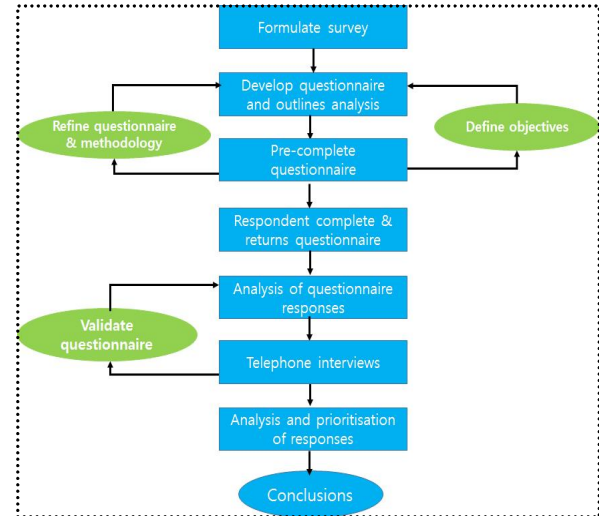 Formulate survey
Develop questionnaire
and outlines analysis
Refine questionnaire
& methodology
Define objectives
Pre-complete
questionnaire
Respondent complete &
returns questionnaire
Analysis of questionnaire
responses
Validate
questionnaire
Telephone interviews
Analysis and prioritisation
of responses
Conclusions